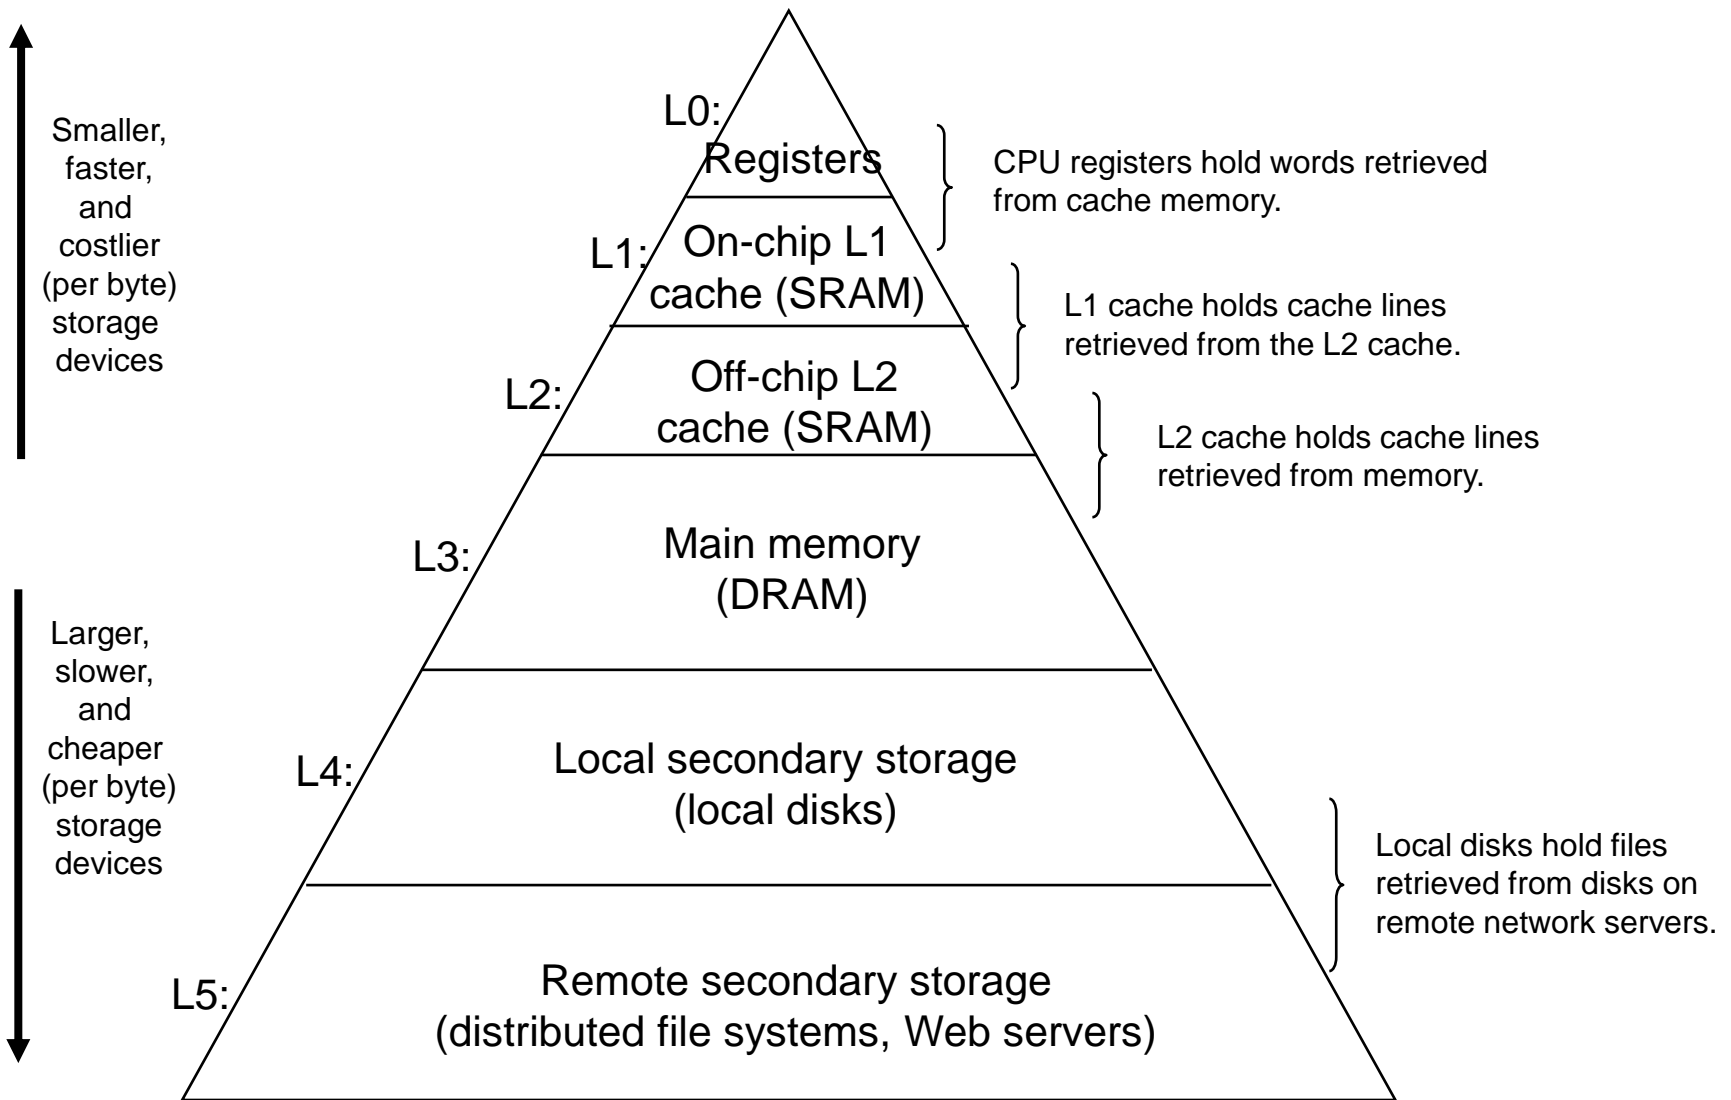 Smaller,
faster,
and
costlier
(per byte)
storage
devices
Larger,
slower,
and
cheaper
(per byte)
storage
devices
L0:
Registers
L1:
On-chip L1
cache (SRAM)
L2:
Off-chip L2
cache (SRAM)
L3:
Main memory
(DRAM)
L4:
Local secondary storage
(local disks)
L5:
Remote secondary storage
(distributed file systems, Web servers)
CPU registers hold words retrieved
from cache memory.
L1 cache holds cache lines
retrieved from the L2 cache.
L2 cache holds cache lines
retrieved from memory.
Local disks hold files
retrieved from disks on
remote network servers.